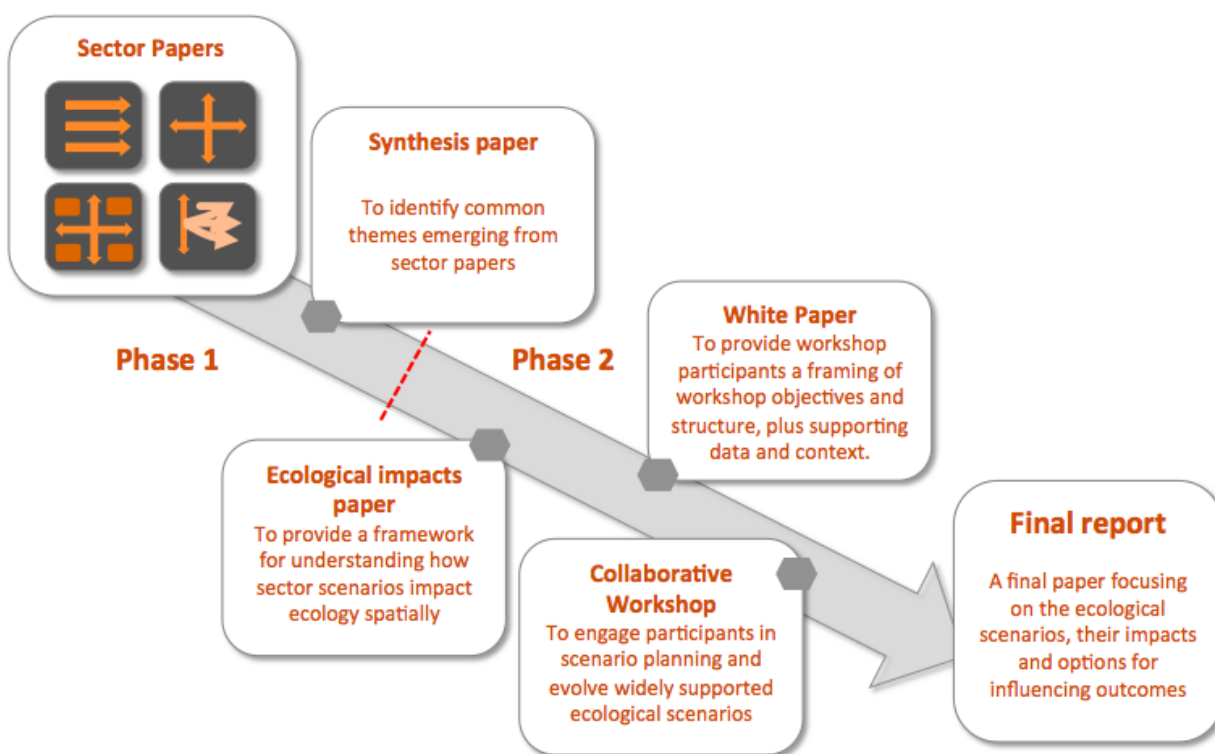 Sector Papers
Synthesis paper
To identify common
themes emerging from
sector papers
Phase 1
Phase 2
White Paper
To provide workshop
participants a framing of
workshop objectives and
structure, plus supporting
data and context.
Ecological impacts
paper
To provide a framework
for understanding how
sector scenarios impact
ecology spatially
Collaborative
Workshop
To engage participants in
scenario planning and
evolve widely supported
ecological scenarios
Final report
A final paper focusing
on the ecological
scenarios, their impacts
and options for
influencing outcomes